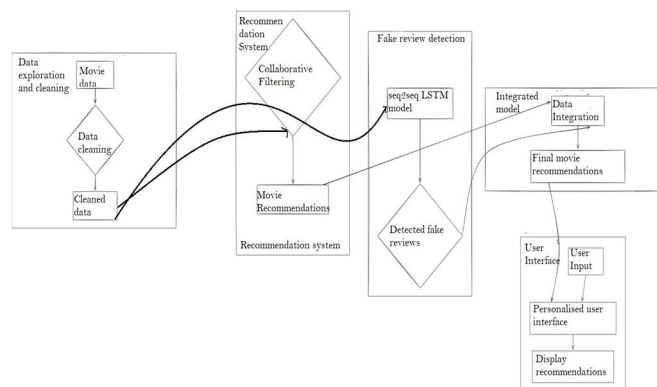 Data
exploration
and cleaning
Movie
data
Data
cleaning
Cleaned
data
Recommen
dation
System
Collaborative
Filtering
Movie
Recommendations
Recommendation system
Fake review detection
seq?seq LSTM
model
Detected fake
reviews
Integrated
model
Data
Integration
Final movie
recommendations
User
Interface
User
Input
Personalised user
interface
Display
recommendations